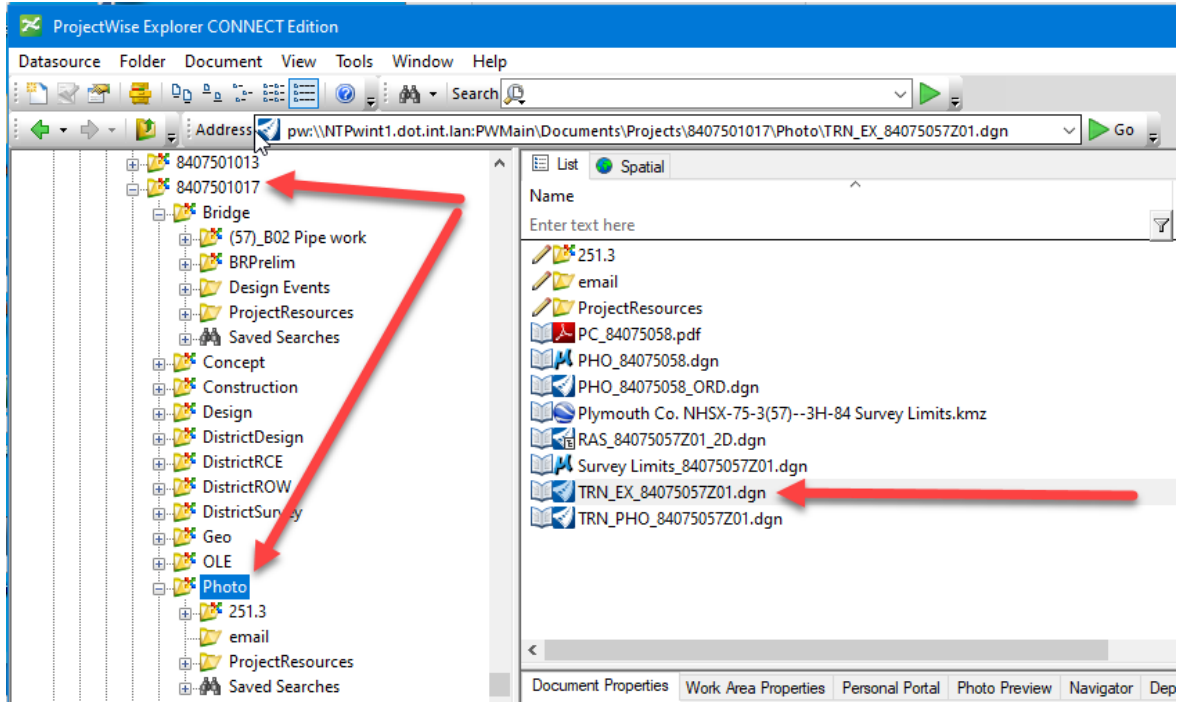 ProjectWise Explorer CONNECT Edition
Datasource Folder Document View Tools Window Help
Search
Address pw:\\NTPwint1.dot.int.lan:PWMain\Documents\Projects\8407501017\Photo\TRN_EX_84075057Z01.dgn Go
8407501013
8407501017
Bridge
(57)_B02 Pipe work
BRPrelim
Design Events
ProjectResources
Saved Searches
Concept
Construction
Design
DistrictDesign
DistrictRCE
DistrictROW
DistrictSurvey
Geo
OLE
Photo
251.3
email
ProjectResources
Saved Searches
List Spatial
Name
Enter text here
251.3
email
ProjectResources
PC_84075058.pdf
PHO_84075058.dgn
PHO_84075058_ORD.dgn
Plymouth Co. NHSX-75-3(57)--3H-84 Survey Limits.kmz
RAS_84075057Z01_2D.dgn
Survey Limits_84075057Z01.dgn
TRN_EX_84075057Z01.dgn
TRN_PHO_84075057Z01.dgn
Document Properties Work Area Properties Personal Portal Photo Preview Navigator Dep